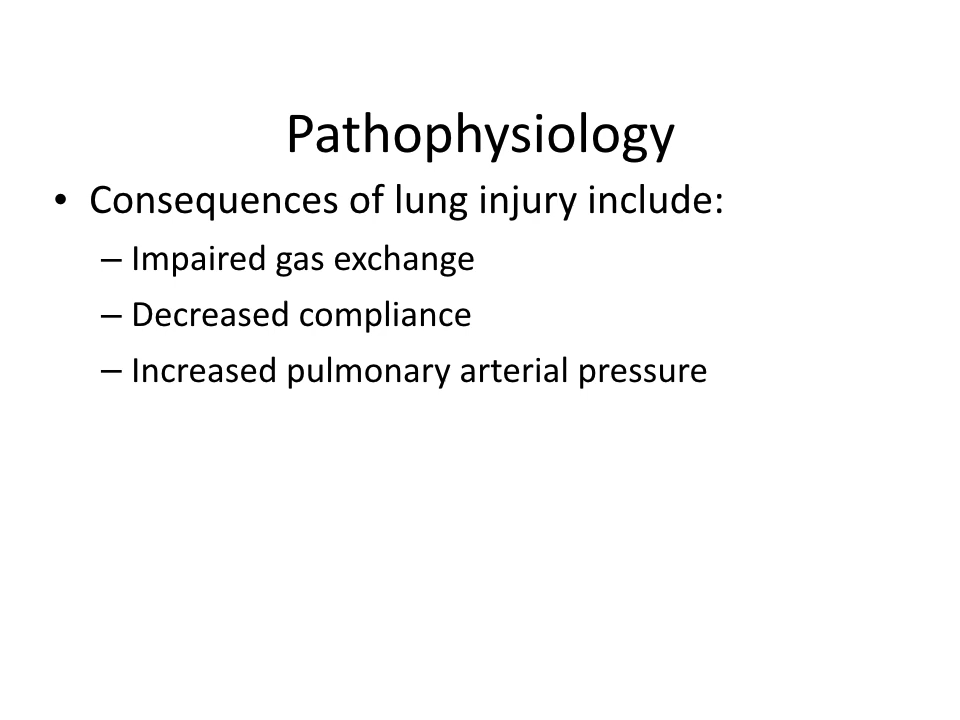 Pathophysiology
• Consequences of lung injury include:
– Impaired gas exchange
– Decreased compliance
– Increased pulmonary arterial pressure